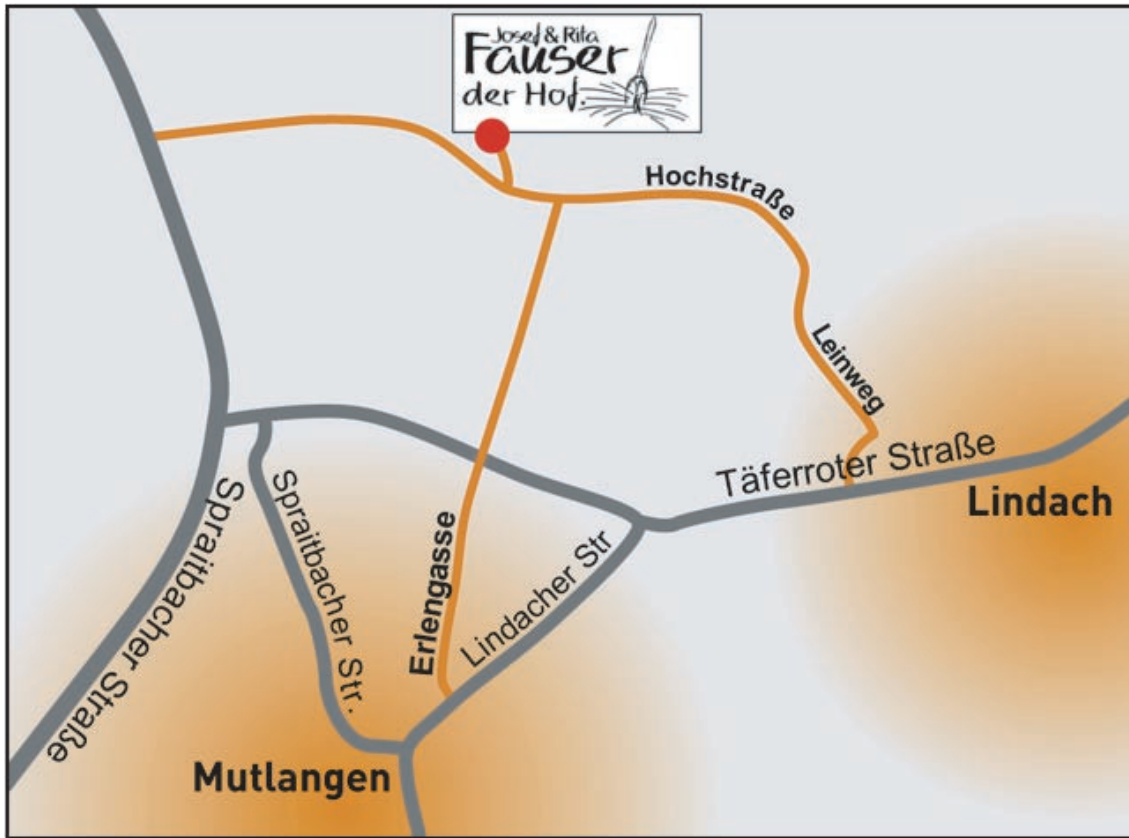 Josef & Rita
Fauser
der Hof.
Hochstraße
Leinweg
Täferroter Straße
Lindach
Spraitbacher Straße
Spraitbacher Str.
Erlengasse
Lindacher Str
Mutlangen